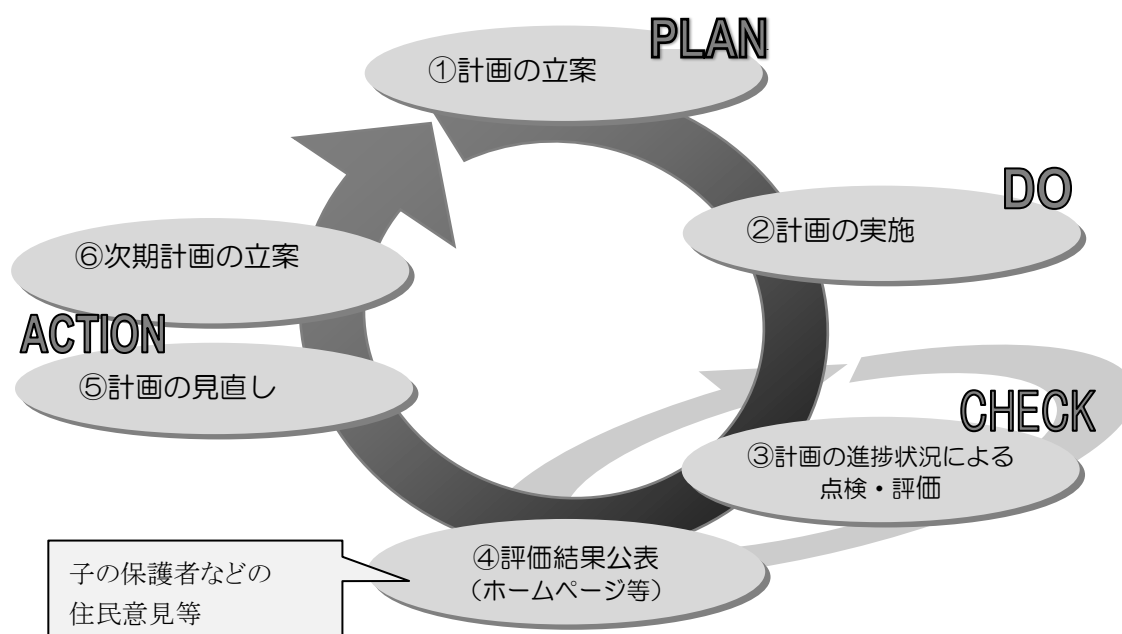 PLAN
①計画の立案
DO
②計画の実施
CHECK
③計画の進捗状況による
点検・評価
④評価結果公表
（ホームページ等）
子の保護者などの
住民意見等
ACTION
⑤計画の見直し
⑥次期計画の立案